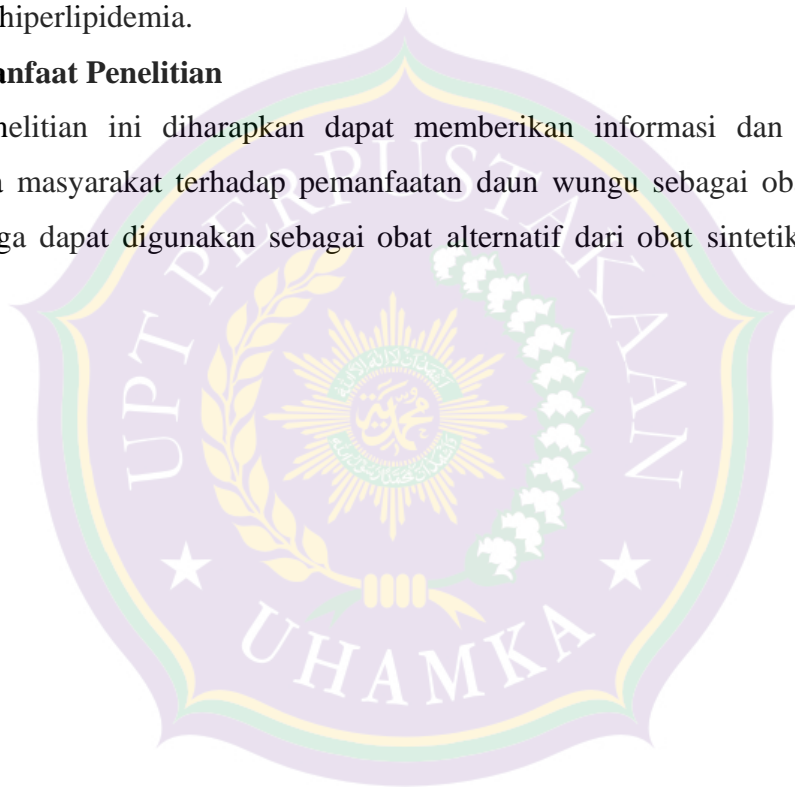 hiperlipidemia.
anfaat Penelitian
nelitian ini diharapkan dapat memberikan informasi dan
a masyarakat terhadap pemanfaatan daun wungu sebagai ob
ga dapat digunakan sebagai obat alternatif dari obat sintetik
UPT PERPUSTAKAAN
UHAMKA
محمدية